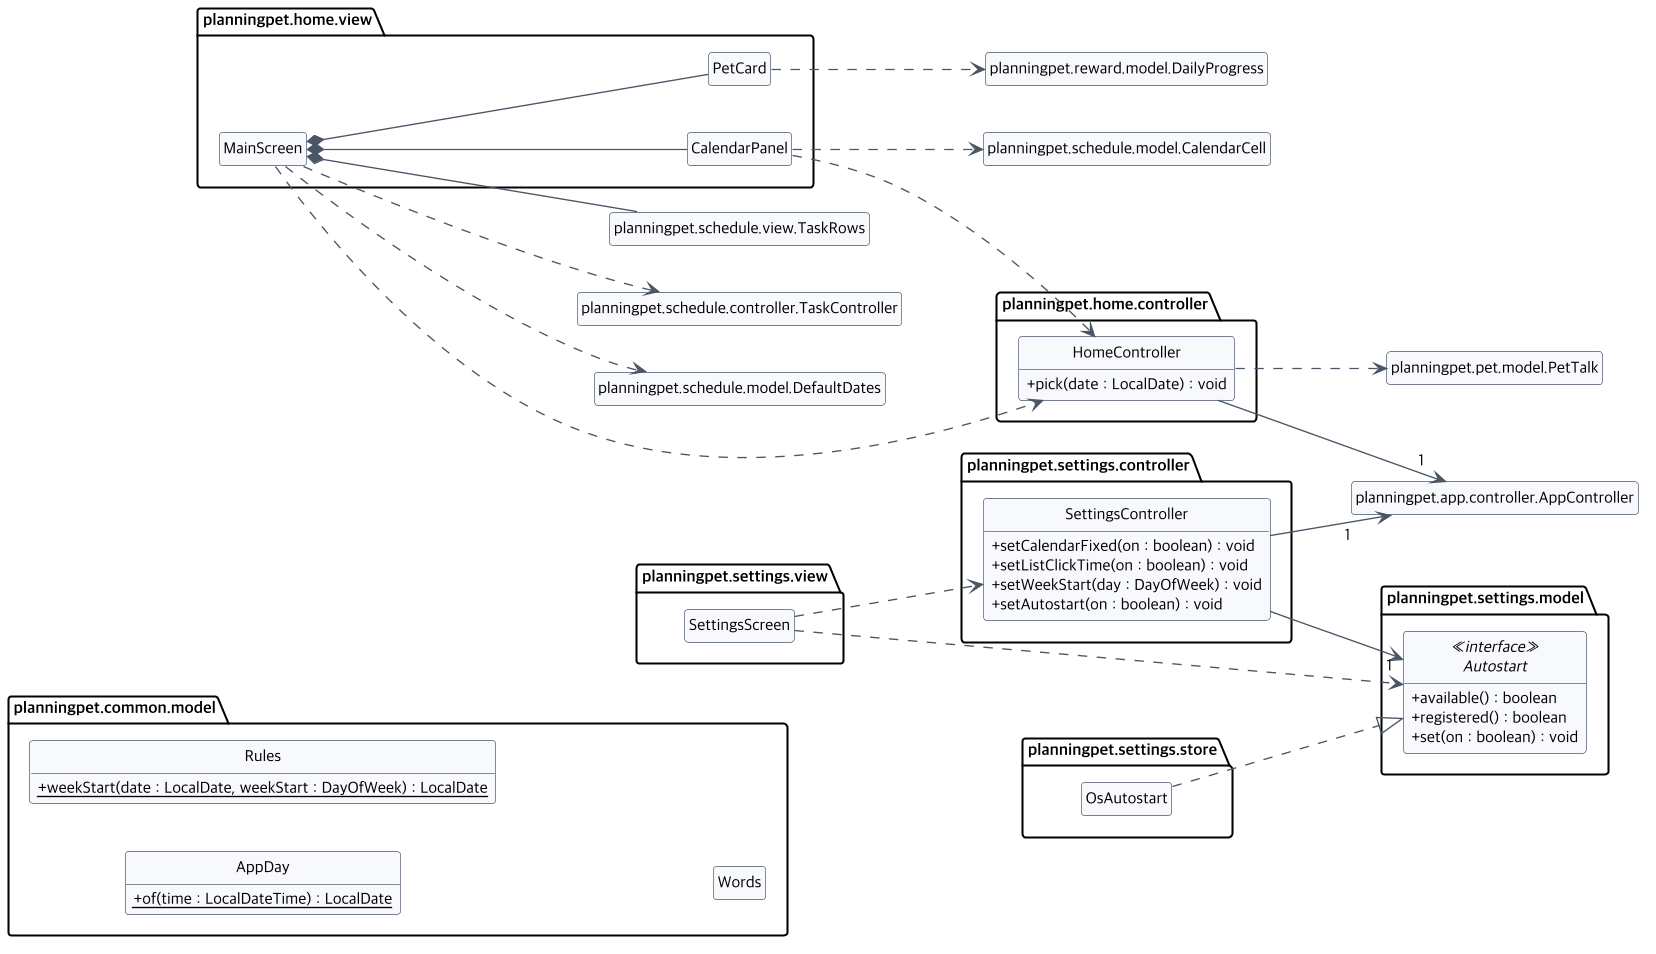 planningpet.home.view
PetCard
planningpet.reward.model.DailyProgress
MainScreen
CalendarPanel
planningpet.schedule.model.CalendarCell
planningpet.schedule.view.TaskRows
planningpet.schedule.controller.TaskController
planningpet.schedule.model.DefaultDates
planningpet.home.controller
HomeController
+pick(date : LocalDate) : void
planningpet.pet.model.PetTalk
1
planningpet.app.controller.AppController
1
planningpet.settings.controller
SettingsController
+setCalendarFixed(on : boolean) : void
+setListClickTime(on : boolean) : void
+setWeekStart(day : DayOfWeek) : void
+setAutostart(on : boolean) : void
planningpet.settings.view
SettingsScreen
planningpet.settings.model
1
≪interface≫
Autostart
+available() : boolean
+registered() : boolean
+set(on : boolean) : void
planningpet.settings.store
OsAutostart
planningpet.common.model
Rules
+weekStart(date : LocalDate, weekStart : DayOfWeek) : LocalDate
AppDay
+of(time : LocalDateTime) : LocalDate
Words